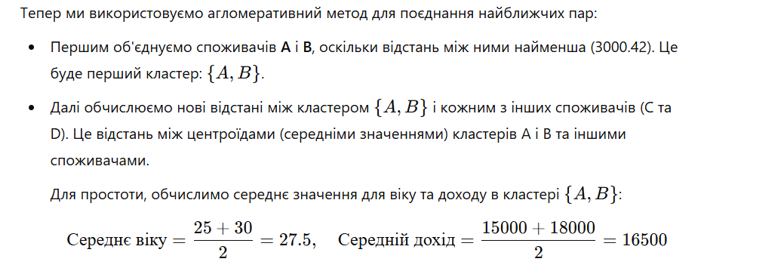 Тепер ми використовуємо агломеративний метод для поєднання найближчих пар:
• Першим об'єднуємо споживачів A і B, оскільки відстань між ними найменша (3000.42). Це
буде перший кластер: {A, B}.
• Далі обчислюємо нові відстані між кластером {A, B} і кожним з інших споживачів (C та
D). Це відстань між центроїдами (середніми значеннями) кластерів A і B та іншими
споживачами.
Для простоти, обчислимо середнє значення для віку та доходу в кластері {A, B}:
Середнє віку = \frac{25 + 30}{2} = 27.5, Середній дохід = \frac{15000 + 18000}{2} = 16500